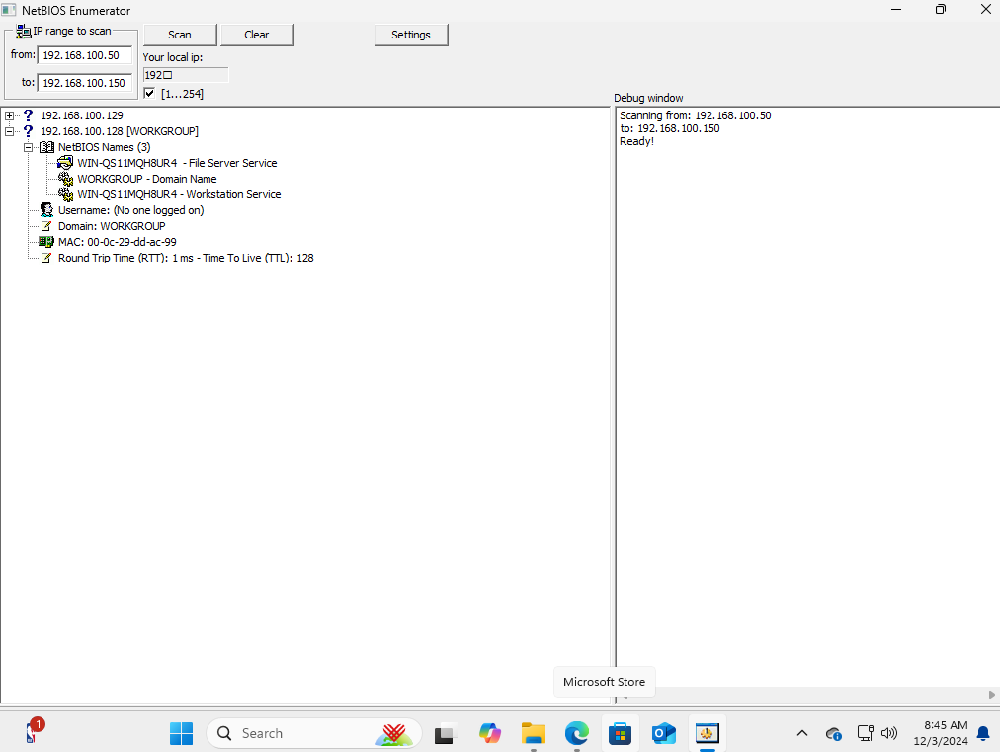 NetBIOS Enumerator
IP range to scan
from: 192.168.100.50
to: 192.168.100.150
Scan
Clear
Settings
Your local ip:
192□
[1...254]
Debug window
192.168.100.129
192.168.100.128 [WORKGROUP]
NetBIOS Names (3)
WIN-QS11MQH8UR4 - File Server Service
WORKGROUP - Domain Name
WIN-QS11MQH8UR4 - Workstation Service
Username: (No one logged on)
Domain: WORKGROUP
MAC: 00-0c-29-dd-ac-99
Round Trip Time (RTT): 1 ms - Time To Live (TTL): 128
Scanning from: 192.168.100.50
to: 192.168.100.150
Ready!
Microsoft Store
1
Search
8:45 AM
12/3/2024